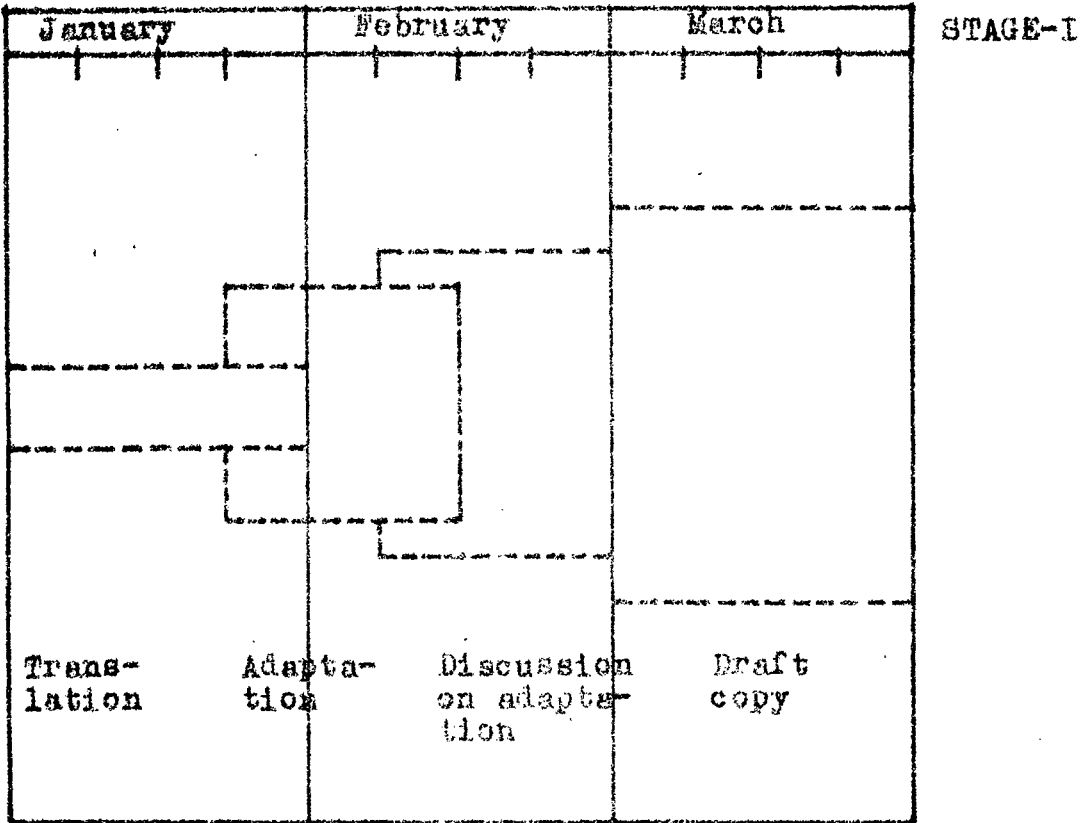 January February March STAGE-I
Trans- Adapta- Discussion Draft
lation tion on adapta- copy
tion